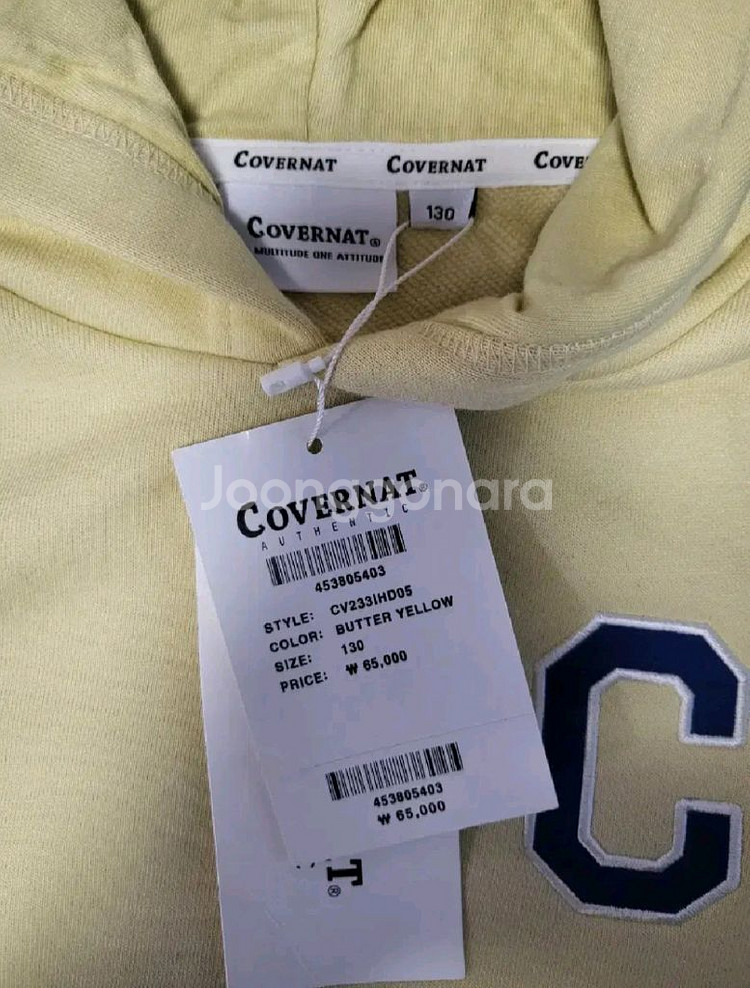 COVERNAT COVERNAT COVE
130
COVERNAT®
MULTITUDE ONE ATTITUDE
Joonggonara
COVERNAT®
AUTHENTIC
453805403
STYLE: CV233IHD05
COLOR: BUTTER YELLOW
SIZE: 130
PRICE: ₩ 65,000
453805403
₩ 65,000
T®
C